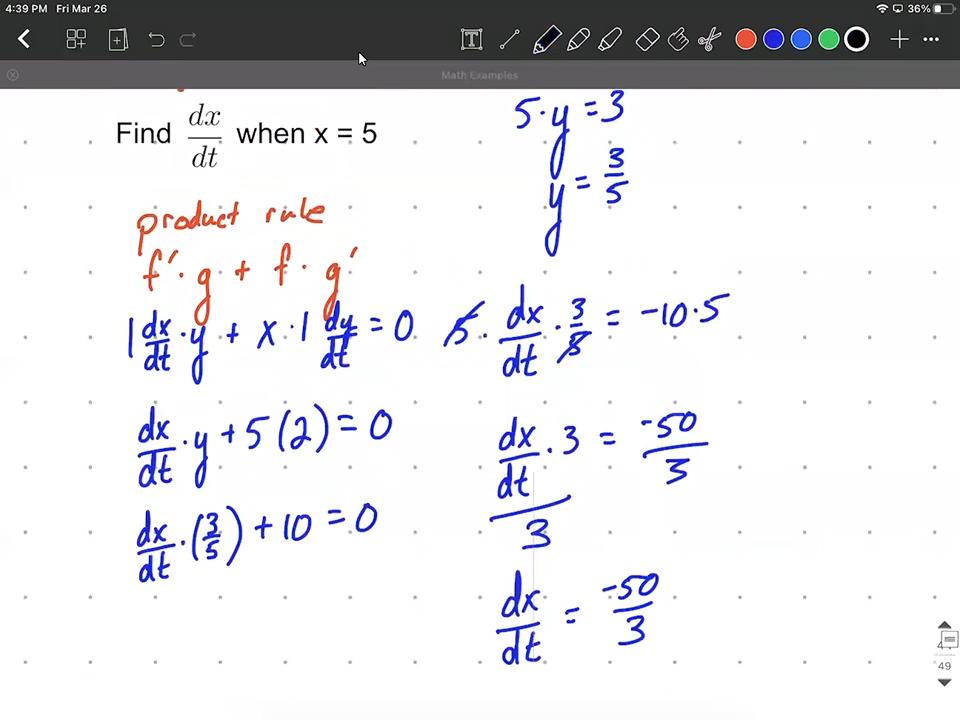 4:39 PM Fri Mar 26
36%
T
Math Examples
Find dx/dt when x = 5
product rule
f' · g + f · g'
1 dx/dt · y + x · 1 dy/dt = 0
dx/dt · y + 5 (2) = 0
dx/dt · (3/5) + 10 = 0
5 · y = 3
y = 3/5
5 · dx/dt · 3/5 = -10 · 5
dx/dt · 3 / 3 = -50/3
dx/dt = -50/3
49